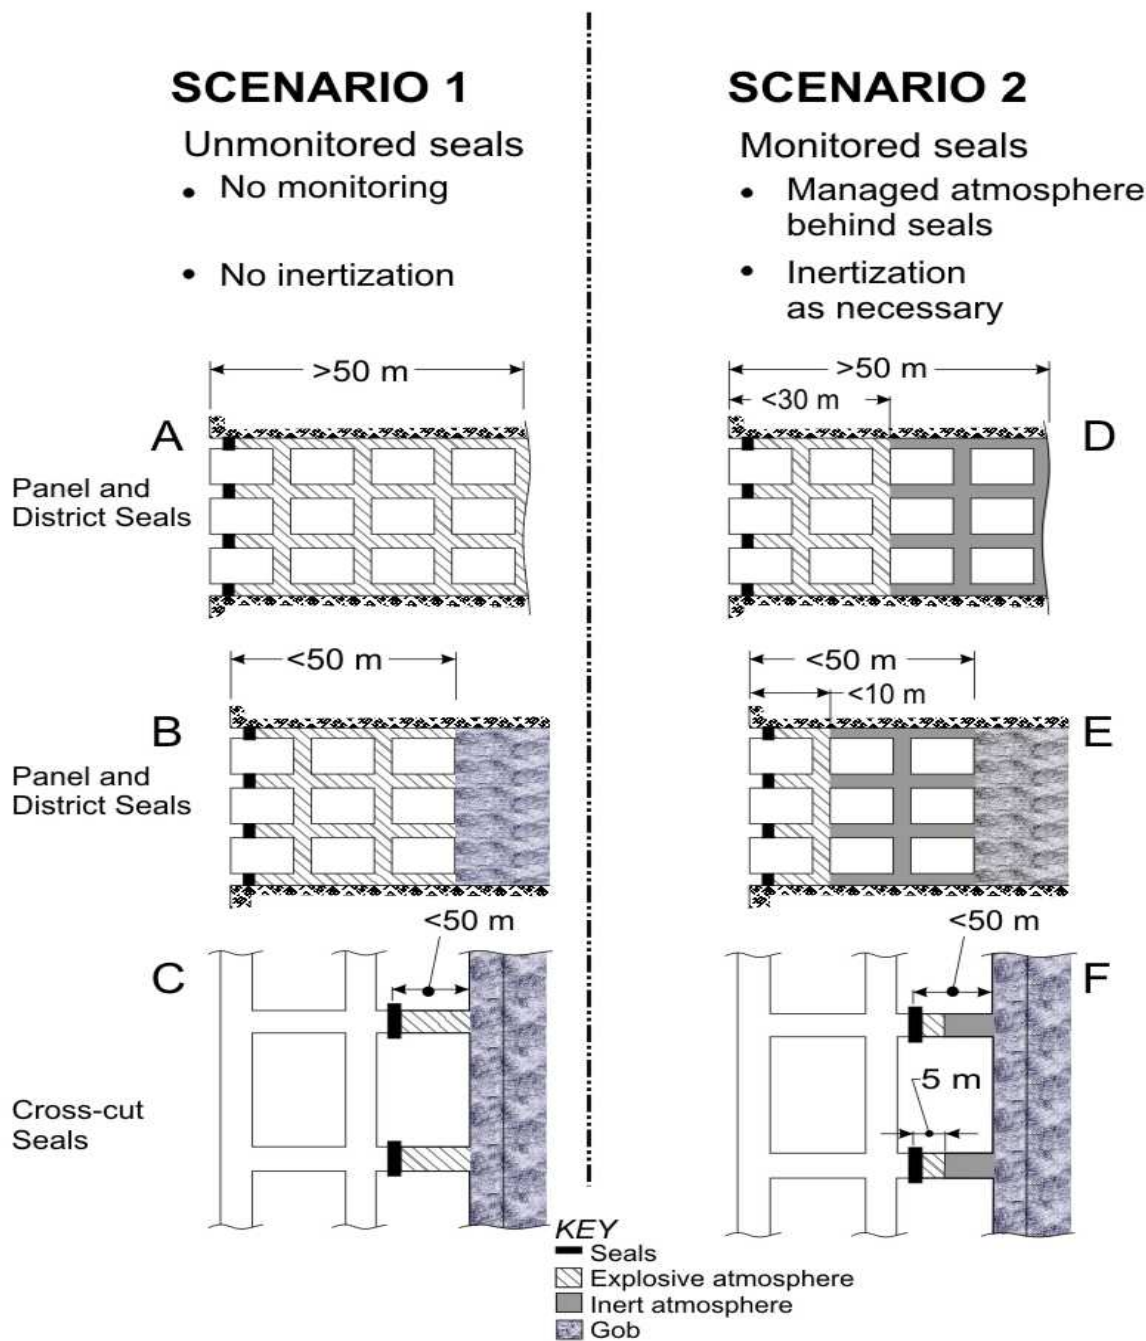 SCENARIO 1
Unmonitored seals
• No monitoring
• No inertization
SCENARIO 2
Monitored seals
• Managed atmosphere
behind seals
• Inertization
as necessary
>50 m
A
Panel and
District Seals
>50 m
<30 m
D
<50 m
B
Panel and
District Seals
<50 m
<10 m
E
<50 m
C
Cross-cut
Seals
<50 m
F
5 m
KEY
Seals
Explosive atmosphere
Inert atmosphere
Gob